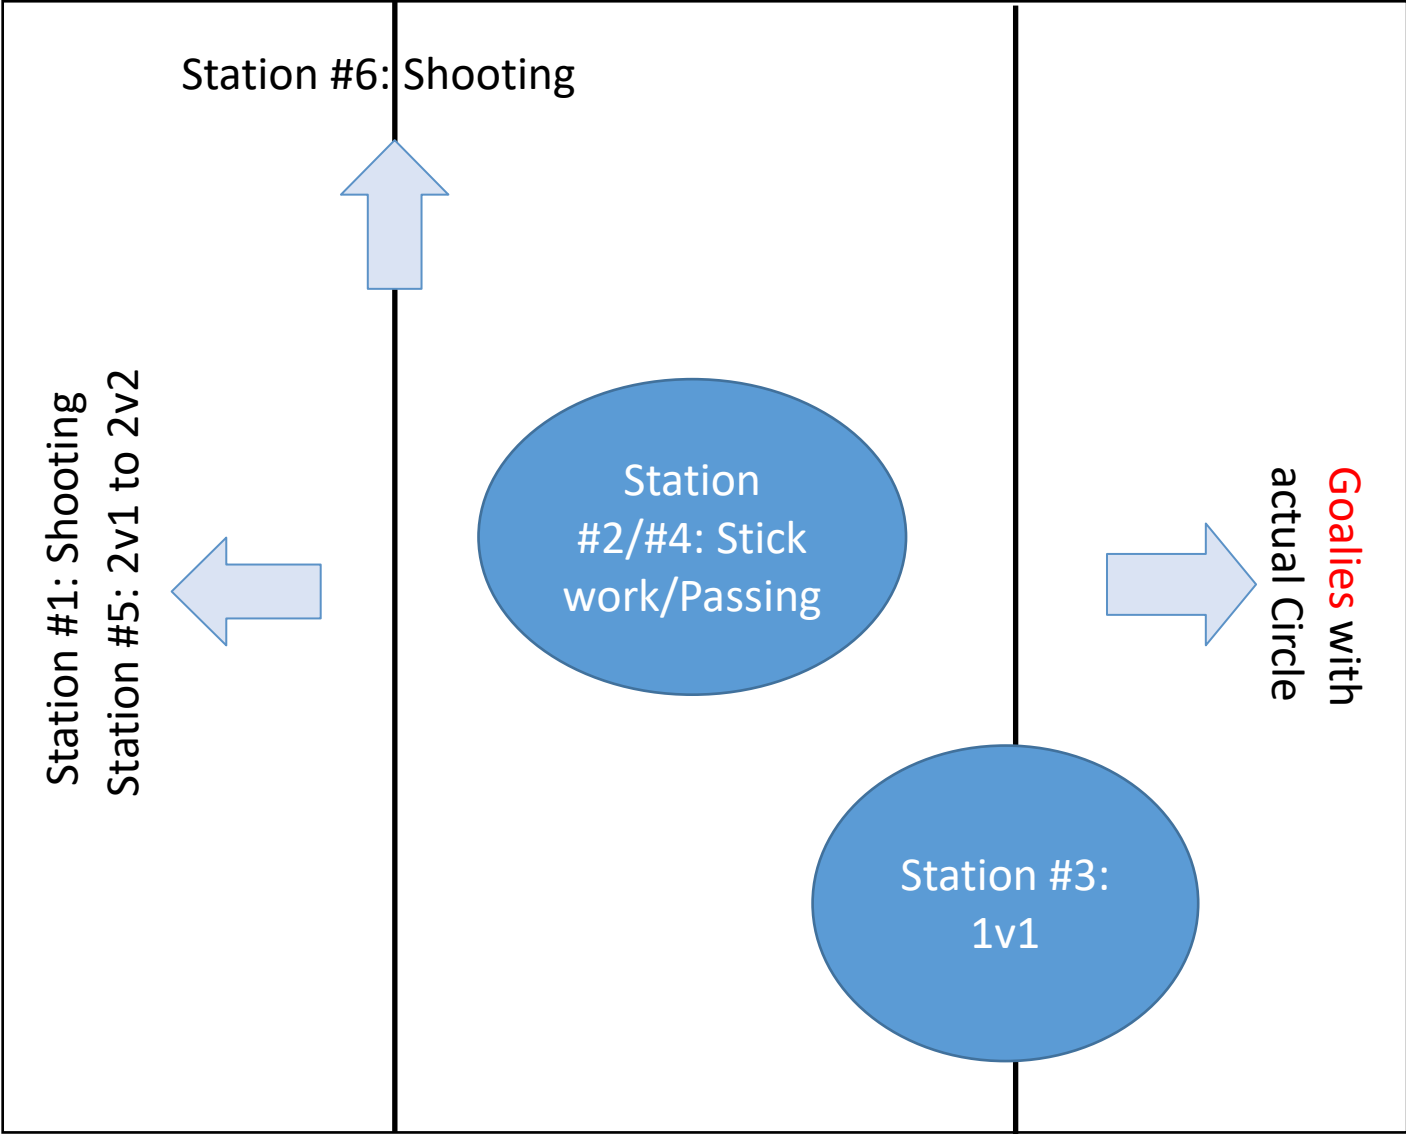 Station #6: Shooting
Station #1: Shooting
Station #5: 2v1 to 2v2
Station
#2/#4: Stick
work/Passing
Goalies with
actual Circle
Station #3:
1v1